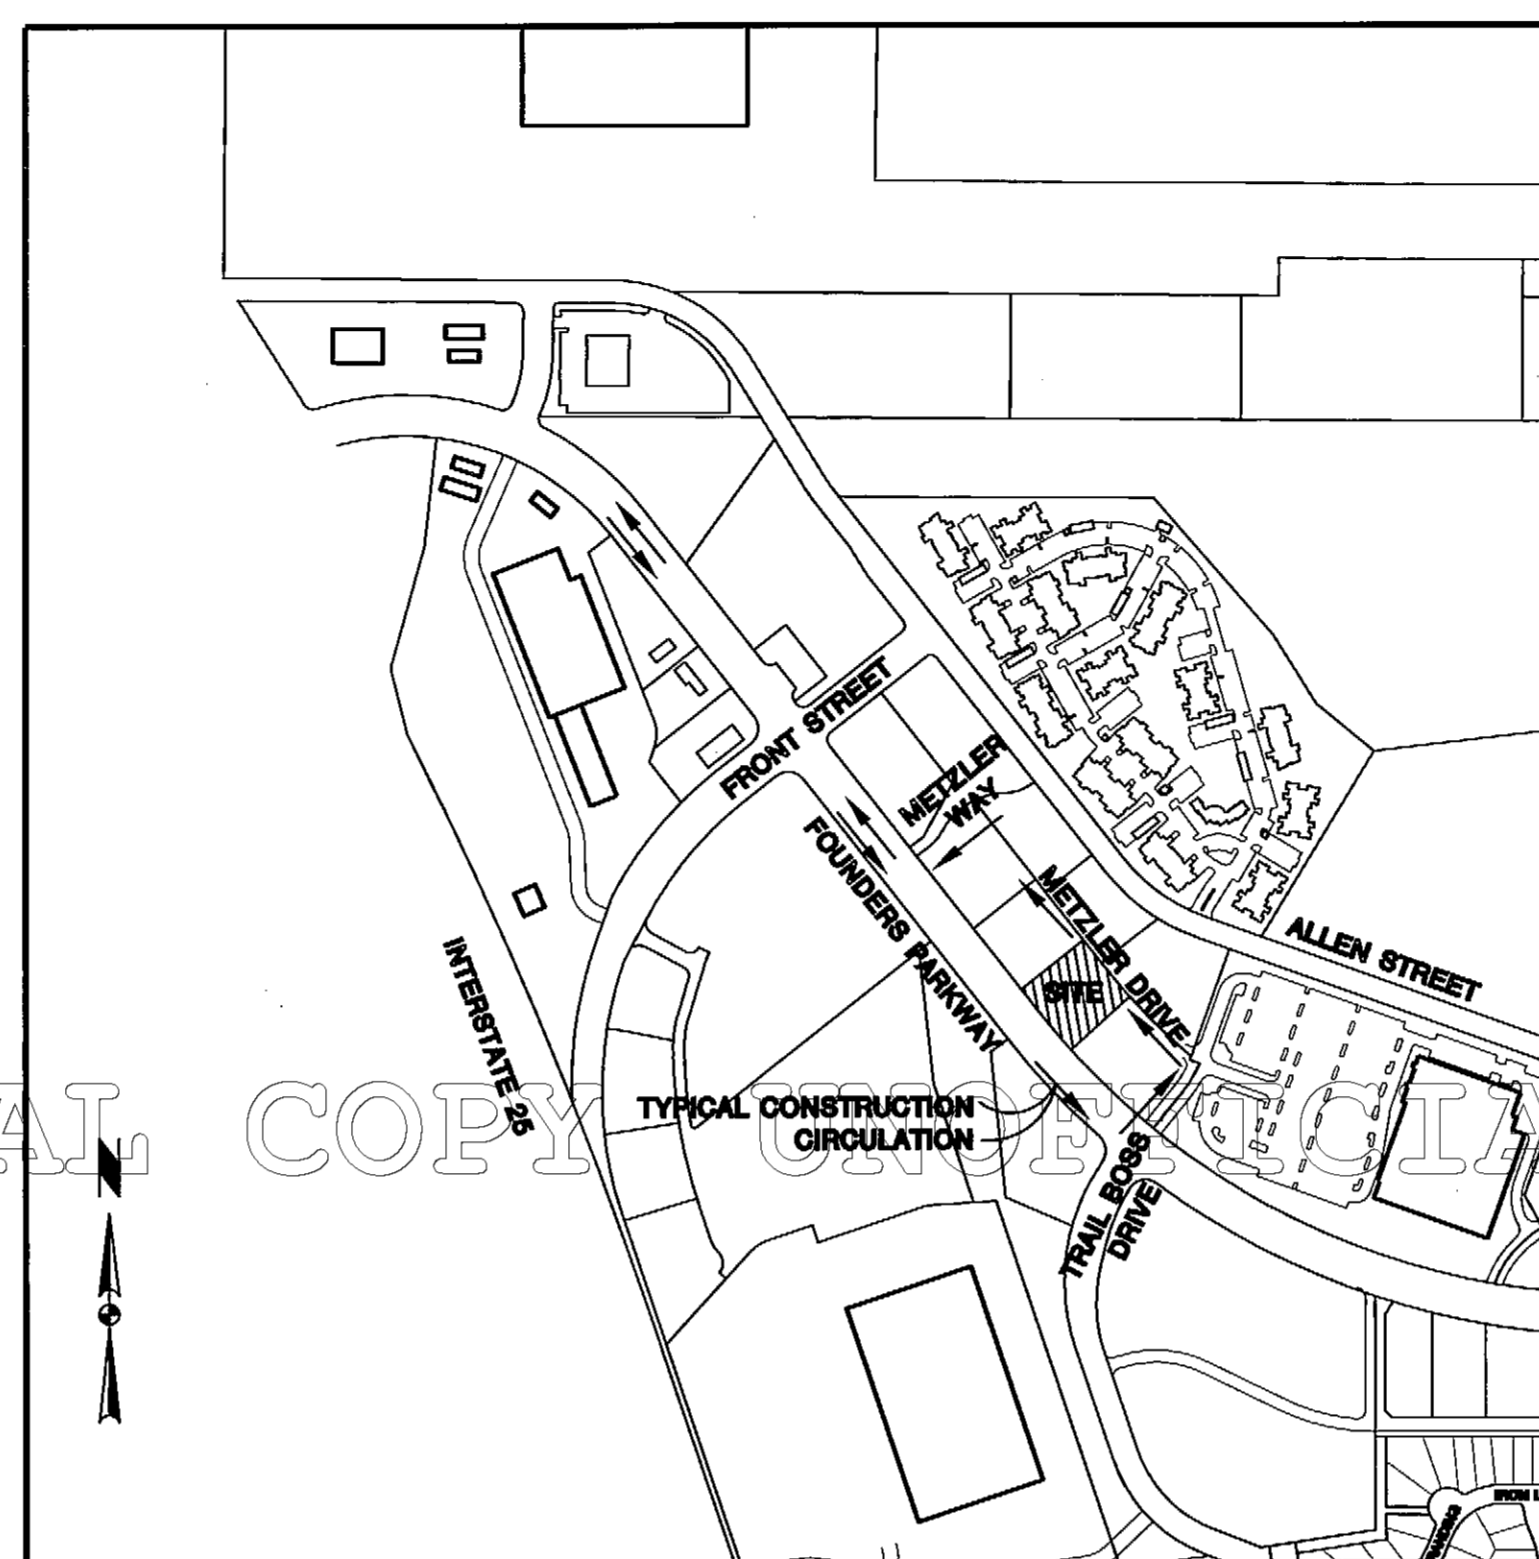 FRONT STREET
METZLER
WAY
FOUNDERS PARKWAY
METZLER DRIVE
ALLEN STREET
SITE
INTERSTATE 25
AL COPY UNOFFICIA
TYPICAL CONSTRUCTION
CIRCULATION
N
TRAIL BOSS
DRIVE